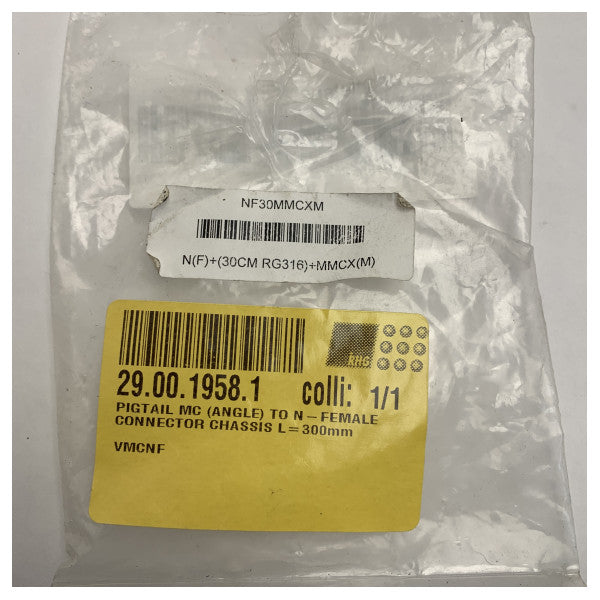 NF30MMCXM
N(F)+(30CM RG316)+MMCX(M)
RHG
29.00.1958.1 colli: 1/1
PIGTAIL MC (ANGLE) TO N – FEMALE
CONNECTOR CHASSIS L = 300mm
VMCNF